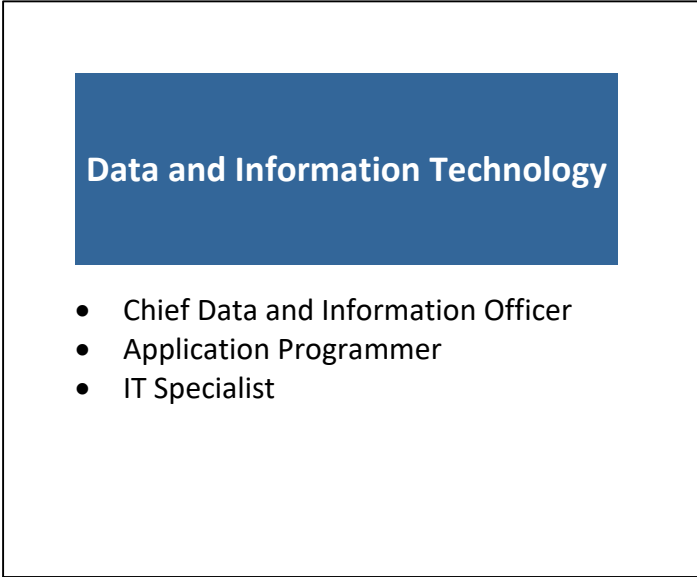 Data and Information Technology
• Chief Data and Information Officer
• Application Programmer
• IT Specialist